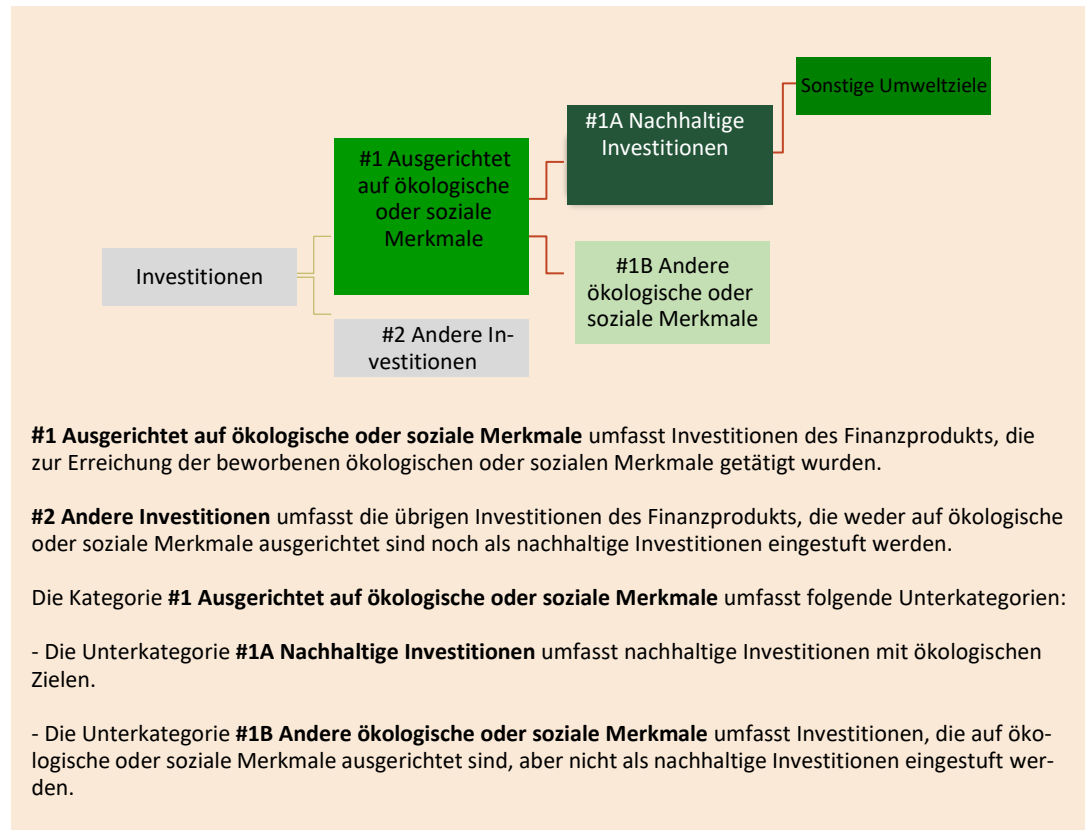 Sonstige Umweltziele
#1A Nachhaltige
Investitionen
#1 Ausgerichtet
auf ökologische
oder soziale
Merkmale
Investitionen
#1B Andere
ökologische oder
soziale Merkmale
#2 Andere In-
vestitionen
#1 Ausgerichtet auf ökologische oder soziale Merkmale umfasst Investitionen des Finanzprodukts, die
zur Erreichung der beworbenen ökologischen oder sozialen Merkmale getätigt wurden.
#2 Andere Investitionen umfasst die übrigen Investitionen des Finanzprodukts, die weder auf ökologische
oder soziale Merkmale ausgerichtet sind noch als nachhaltige Investitionen eingestuft werden.
Die Kategorie #1 Ausgerichtet auf ökologische oder soziale Merkmale umfasst folgende Unterkategorien:
- Die Unterkategorie #1A Nachhaltige Investitionen umfasst nachhaltige Investitionen mit ökologischen
Zielen.
- Die Unterkategorie #1B Andere ökologische oder soziale Merkmale umfasst Investitionen, die auf öko-
logische oder soziale Merkmale ausgerichtet sind, aber nicht als nachhaltige Investitionen eingestuft wer-
den.